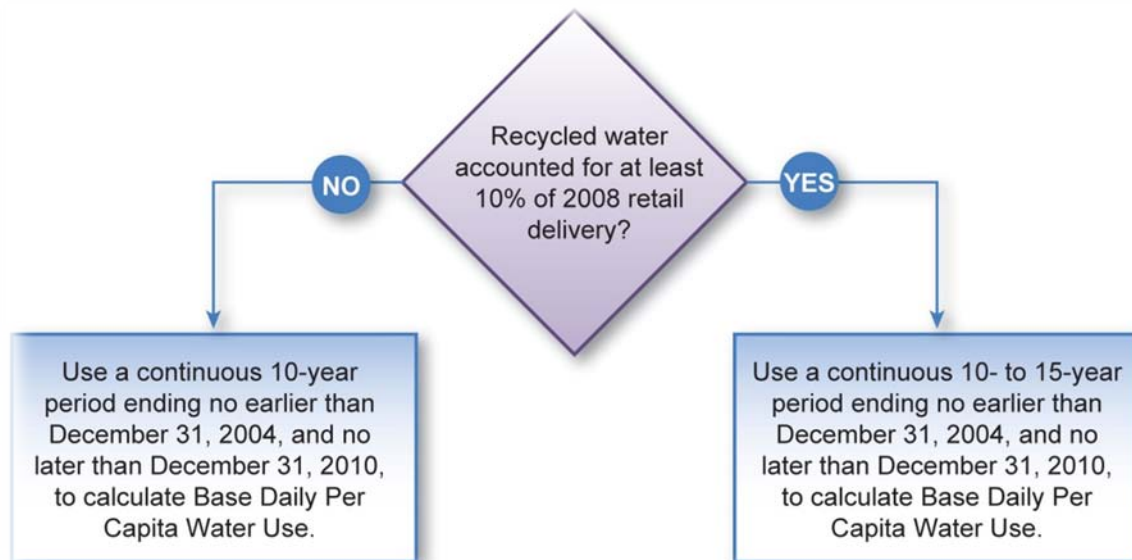 Recycled water
accounted for at least
10% of 2008 retail
delivery?
NO
YES
Use a continuous 10-year
period ending no earlier than
December 31, 2004, and no
later than December 31, 2010,
to calculate Base Daily Per
Capita Water Use.
Use a continuous 10- to 15-year
period ending no earlier than
December 31, 2004, and no
later than December 31, 2010,
to calculate Base Daily Per
Capita Water Use.